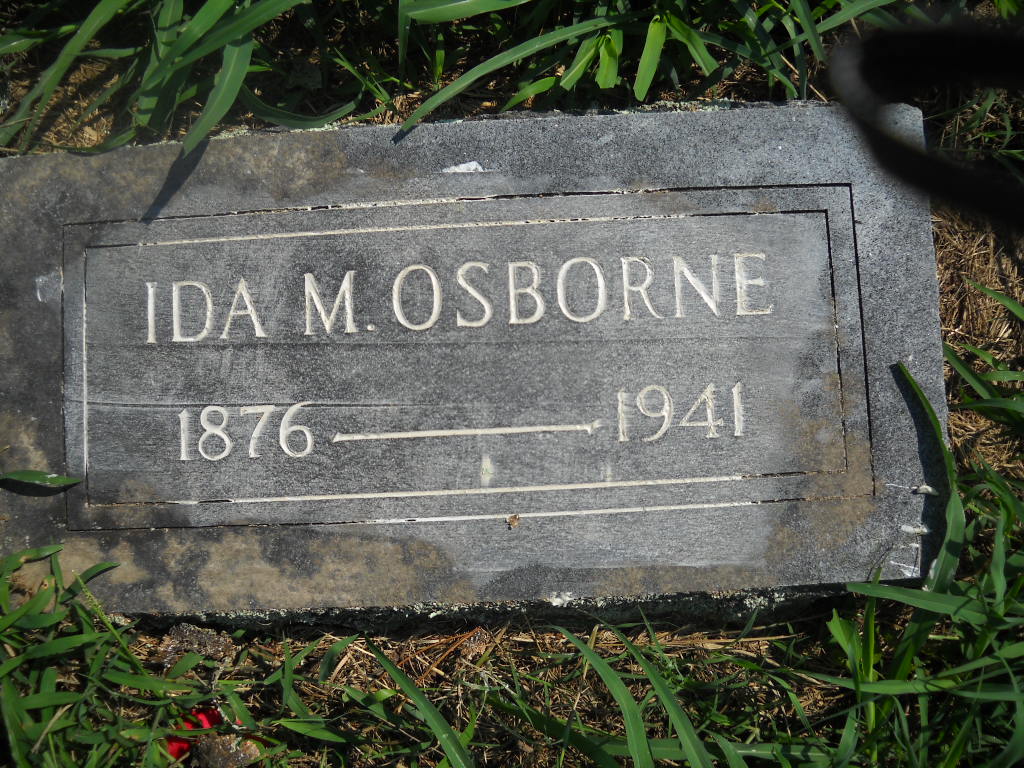 IDA M. OSBORNE
1876 — 1941